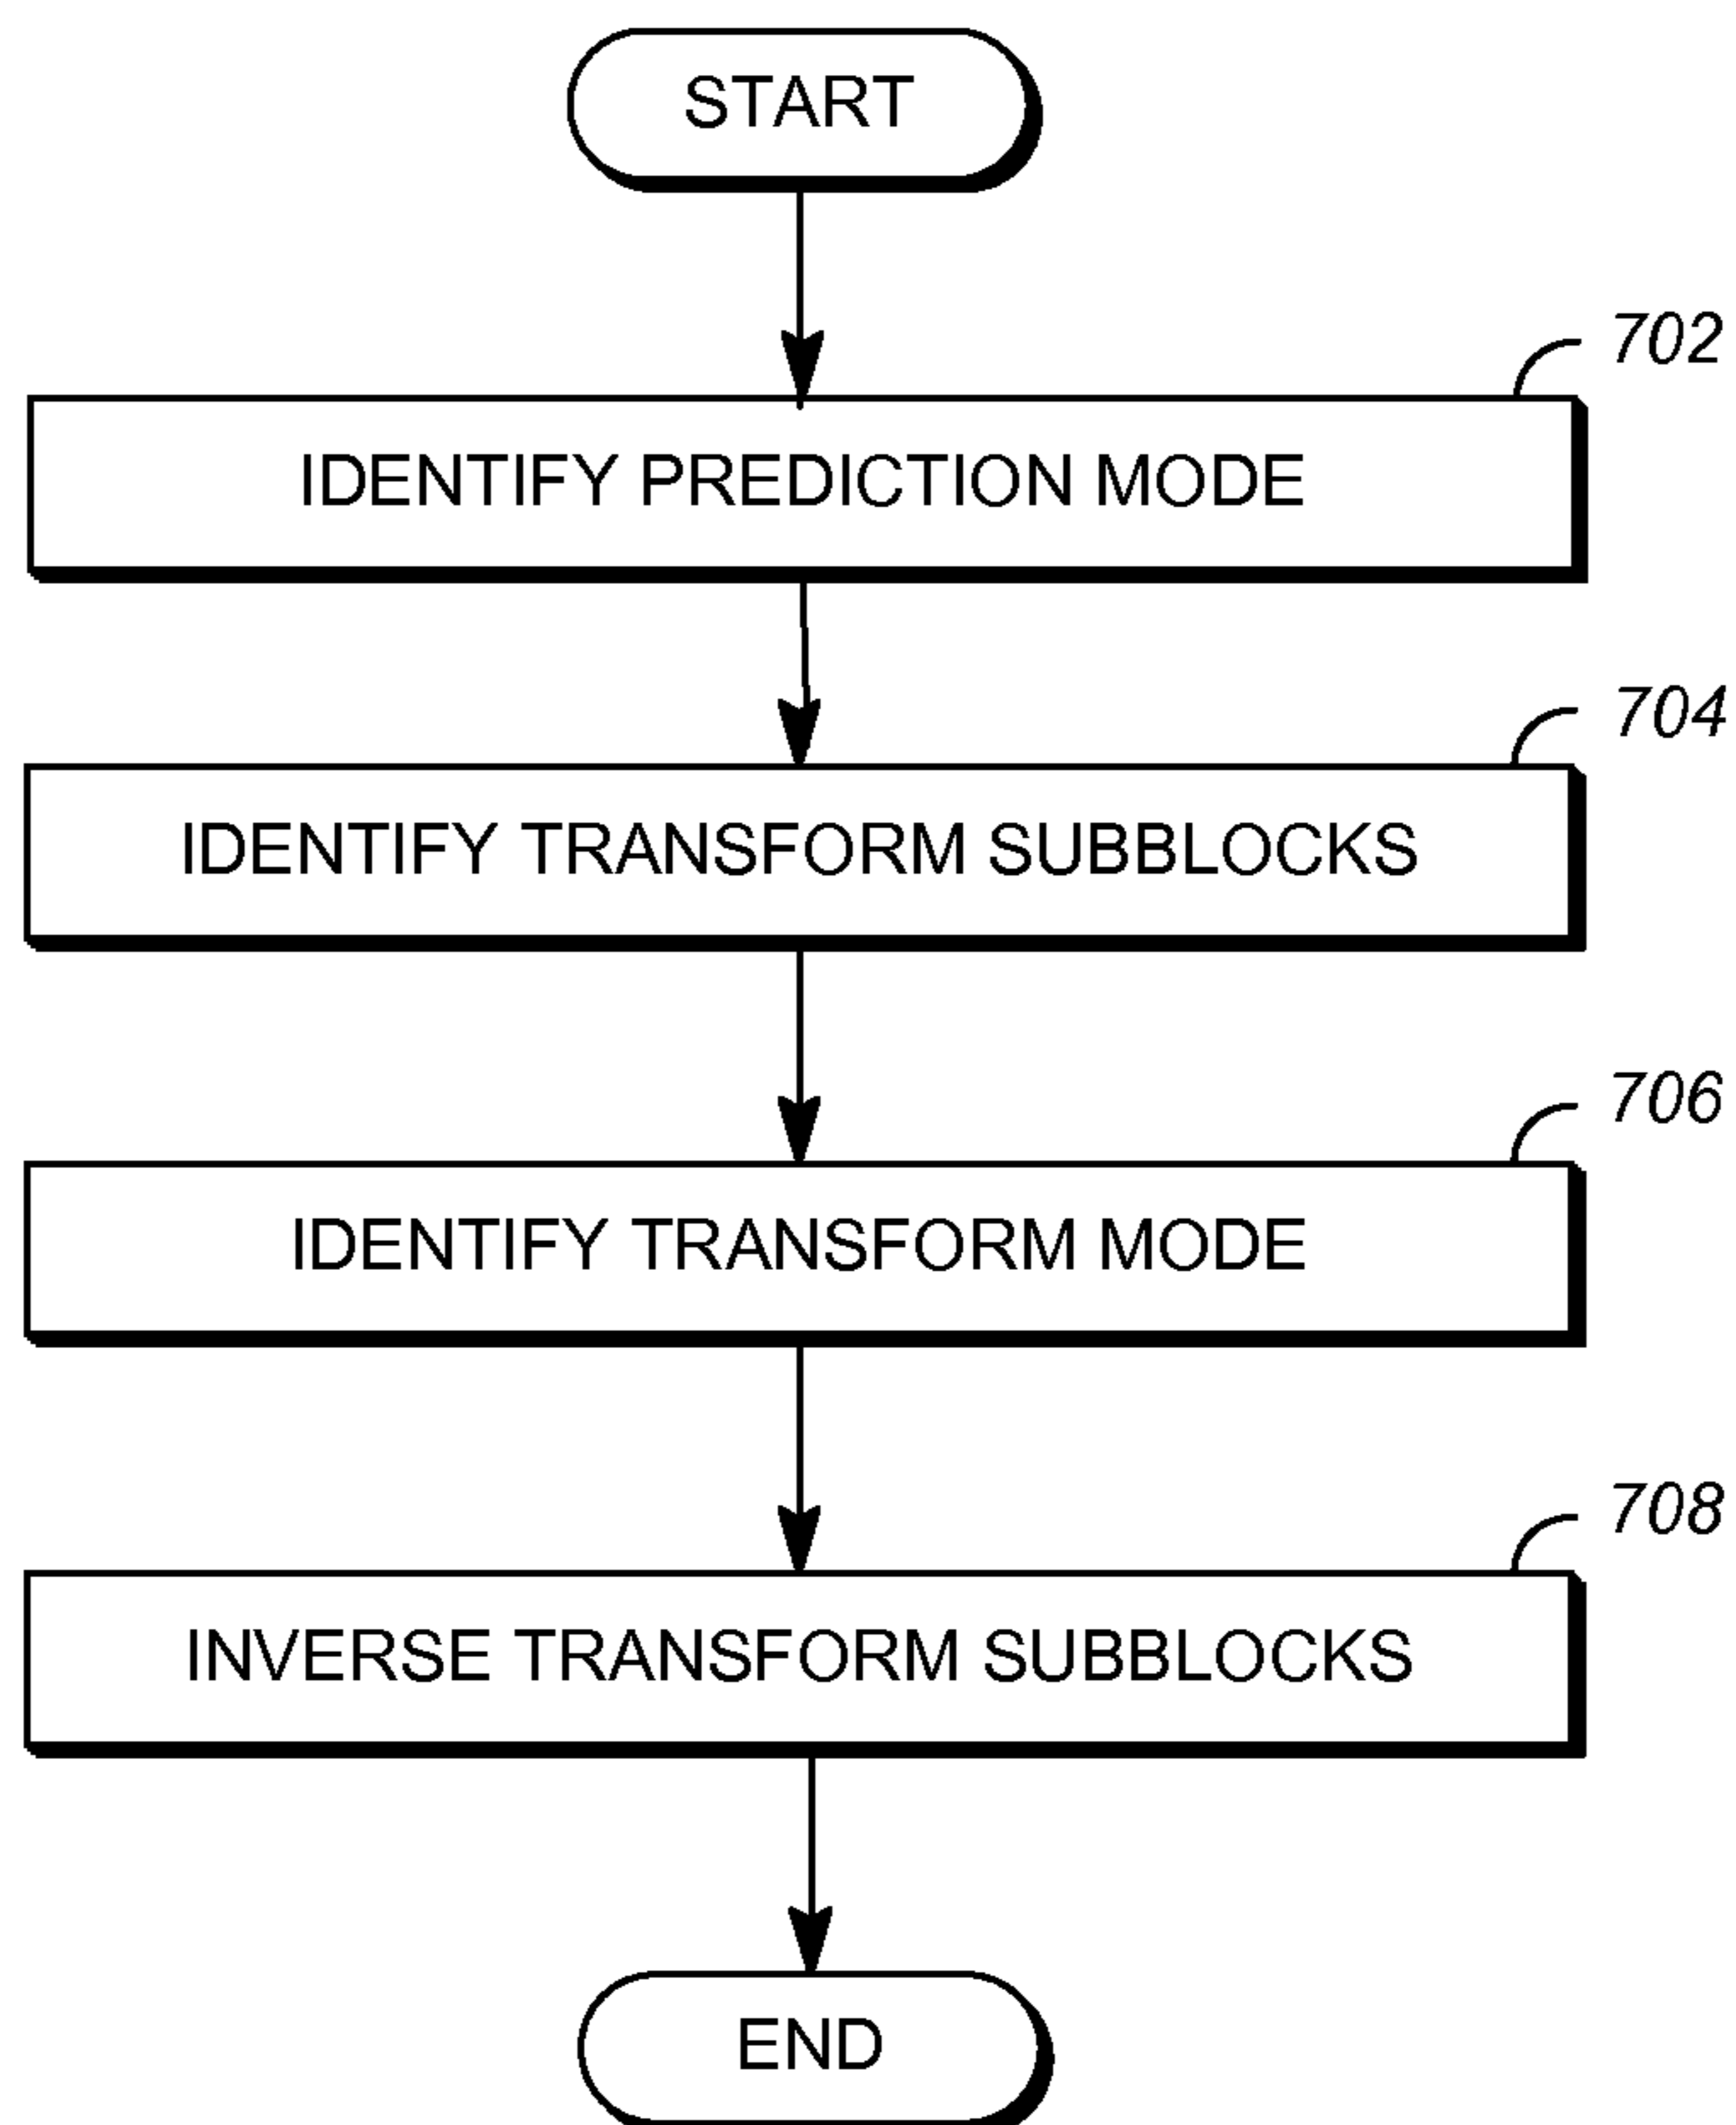 START
702
IDENTIFY PREDICTION MODE
704
IDENTIFY TRANSFORM SUBBLOCKS
706
IDENTIFY TRANSFORM MODE
708
INVERSE TRANSFORM SUBBLOCKS
END